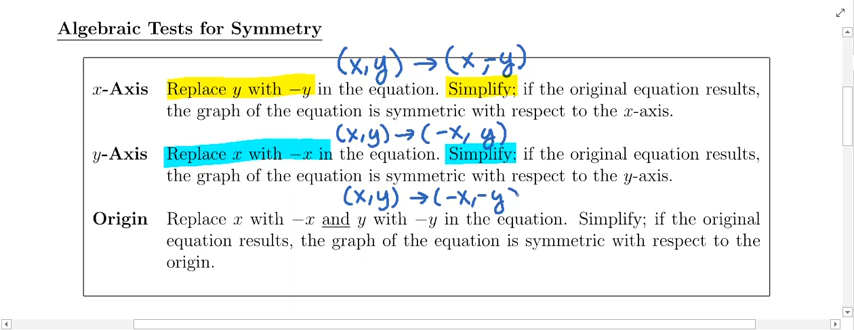 Algebraic Tests for Symmetry
(x,y) → (x,-y)
x-Axis Replace y with −y in the equation. Simplify; if the original equation results,
the graph of the equation is symmetric with respect to the x-axis.
(x,y) → (-x, y)
y-Axis Replace x with −x in the equation. Simplify; if the original equation results,
the graph of the equation is symmetric with respect to the y-axis.
(x,y) → (-x,-y)
Origin Replace x with −x and y with −y in the equation. Simplify; if the original
equation results, the graph of the equation is symmetric with respect to the
origin.